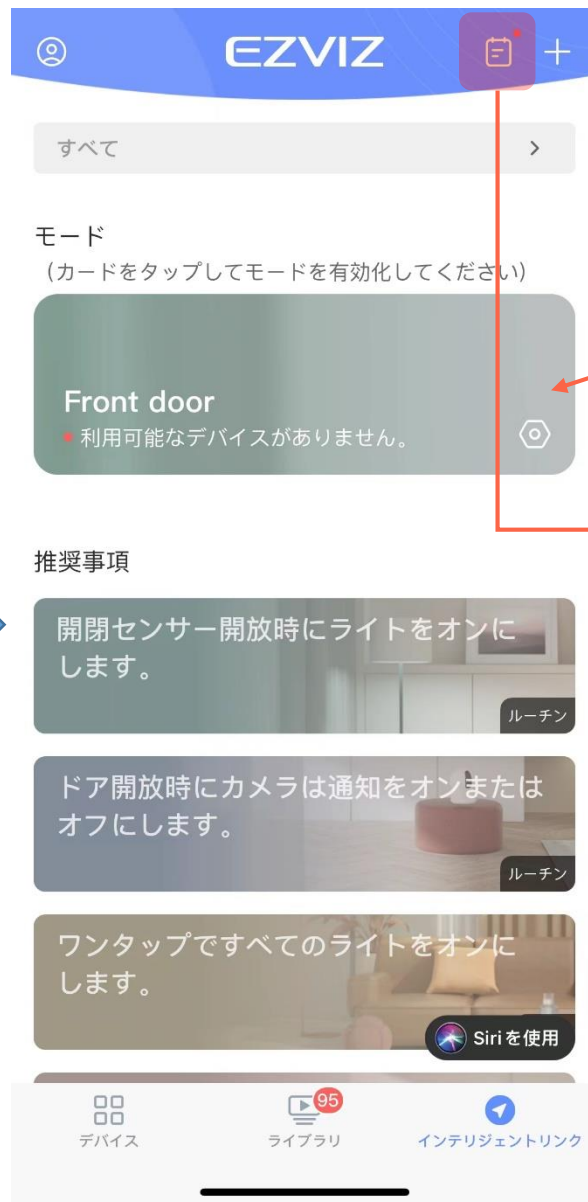 EZVIZ
すべて
モード
（カードをタップしてモードを有効化してください）
Front door
利用可能なデバイスがありません。
推奨事項
開閉センサー開放時にライトをオンに
します。
ルーチン
ドア開放時にカメラは通知をオンまたは
オフにします。
ルーチン
ワンタップですべてのライトをオンに
します。
Siriを使用
95
デバイス
ライブラリ
インテリジェントリンク